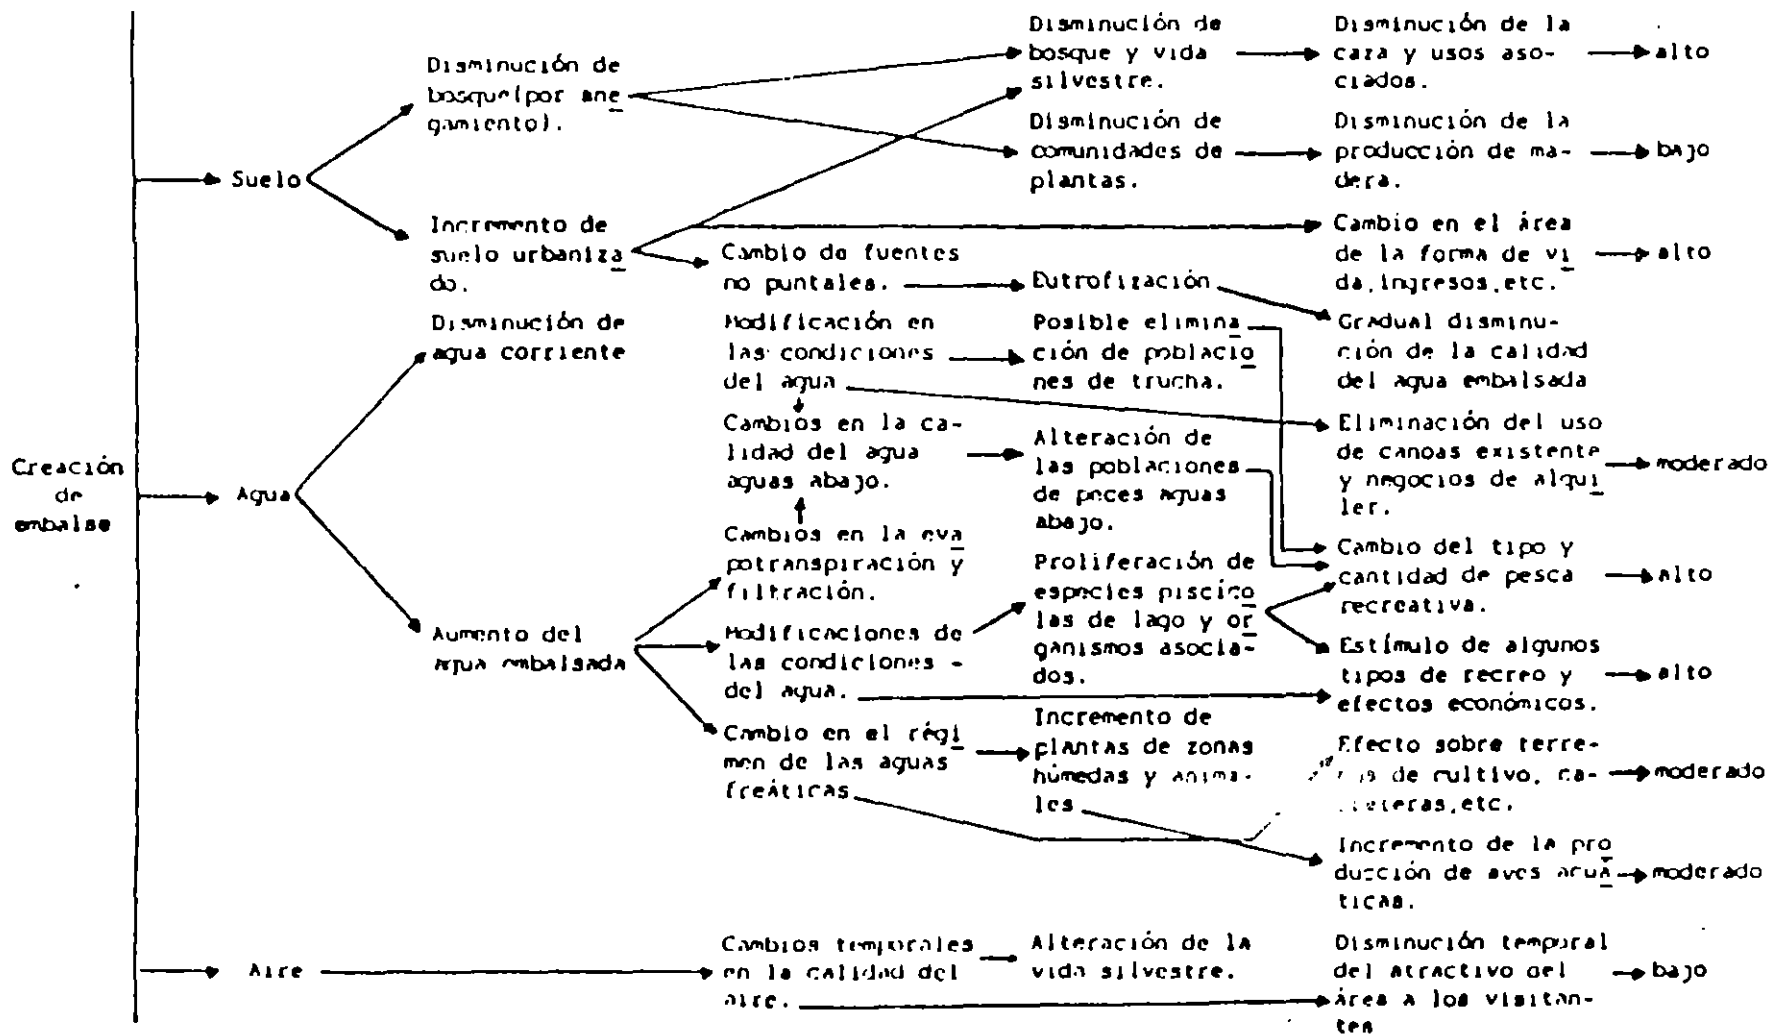 Creación
de
embalse
Suelo
Agua
Aire
Disminución de
bosque(por ane
gamiento).
Incremento de
suelo urbaniza
do.
Disminución de
agua corriente
Aumento del
agua embalsada
Cambio de fuentes
no puntales.
Modificación en
las condiciones
del agua
Cambios en la ca-
lidad del agua
aguas abajo.
Cambios en la eva
potranspiración y
filtración.
Modificaciones de
las condiciones -
del agua.
Cambio en el régi
men de las aguas
freáticas
Cambios temporales
en la calidad del
aire.
Disminución de
bosque y vida
silvestre.
Disminución de
comunidades de
plantas.
Eutrofización
Posible elimina
ción de poblacio
nes de trucha.
Alteración de
las poblaciones
de peces aguas
abajo.
Proliferación de
especies piscíco
las de lago y or
ganismos asocia-
dos.
Incremento de
plantas de zonas
húmedas y anima-
les
Alteración de la
vida silvestre.
Disminución de la
caza y usos aso-
ciados.
alto
Disminución de la
producción de ma-
dera.
bajo
Cambio en el área
de la forma de vi
da,ingresos,etc.
alto
Gradual disminu-
ción de la calidad
del agua embalsada
Eliminación del uso
de canoas existente
y negocios de alqui
ler.
moderado
Cambio del tipo y
cantidad de pesca
recreativa.
alto
Estímulo de algunos
tipos de recreo y
efectos económicos.
alto
Efecto sobre terre-
de cultivo, ca-
etc.
moderado
Incremento de la pro
ducción de aves acuá
ticas.
moderado
Disminución temporal
del atractivo del
área a los visitan-
tes
bajo